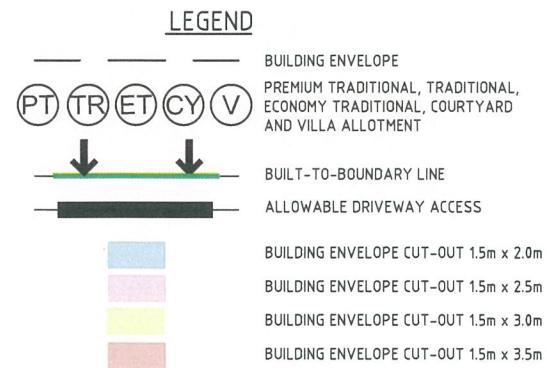 LEGEND
BUILDING ENVELOPE
PT TR ET CY V
PREMIUM TRADITIONAL, TRADITIONAL,
ECONOMY TRADITIONAL, COURTYARD
AND VILLA ALLOTMENT
BUILT-TO-BOUNDARY LINE
ALLOWABLE DRIVEWAY ACCESS
BUILDING ENVELOPE CUT-OUT 1.5m x 2.0m
BUILDING ENVELOPE CUT-OUT 1.5m x 2.5m
BUILDING ENVELOPE CUT-OUT 1.5m x 3.0m
BUILDING ENVELOPE CUT-OUT 1.5m x 3.5m